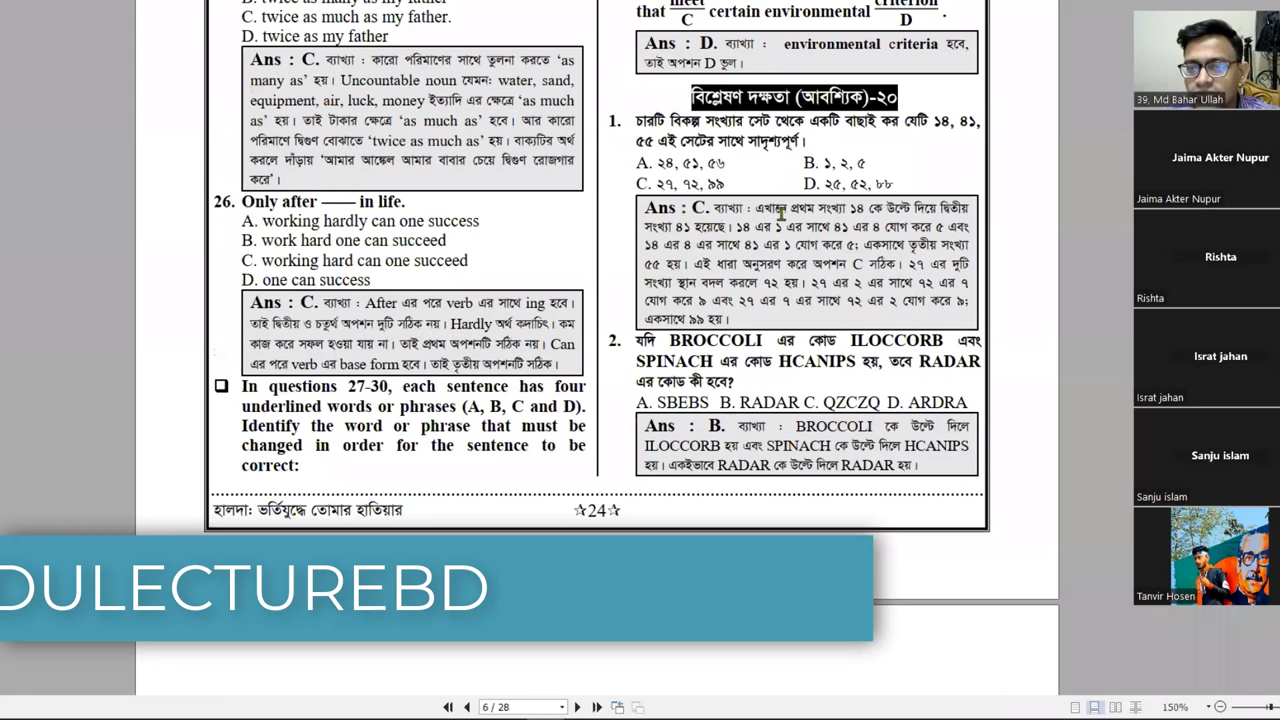 B. twice as many as my father
C. twice as much as my father.
D. twice as my father
Ans : C. ব্যাখ্যা : কারো পরিমাণের সাথে তুলনা করতে ‘as
many as’ হয়। Uncountable noun যেমন: water, sand,
equipment, air, luck, money ইত্যাদি এর ক্ষেত্রে ‘as much
as’ হয়। তাই টাকার ক্ষেত্রে ‘as much as’ হবে। আর কারো
পরিমাণে দ্বিগুণ বোঝাতে ‘twice as much as’ হয়। বাক্যটির অর্থ
করলে দাঁড়ায় ‘আমার আঙ্কেল আমার বাবার চেয়ে দ্বিগুণ রোজগার
করে’।
26. Only after —— in life.
A. working hardly can one success
B. work hard one can succeed
C. working hard can one succeed
D. one can success
Ans : C. ব্যাখ্যা : After এর পরে verb এর সাথে ing হবে।
তাই দ্বিতীয় ও চতুর্থ অপশন দুটি সঠিক নয়। Hardly অর্থ কদাচিৎ। কম
কাজ করে সফল হওয়া যায় না। তাই প্রথম অপশনটি সঠিক নয়। Can
এর পরে verb এর base form হবে। তাই তৃতীয় অপশনটি সঠিক।
In questions 27-30, each sentence has four
underlined words or phrases (A, B, C and D).
Identify the word or phrase that must be
changed in order for the sentence to be
correct:
that meet certain environmental criterion .
C D
Ans : D. ব্যাখ্যা : environmental criteria হবে,
তাই অপশন D ভুল।
বিশ্লেষণ দক্ষতা (আবশ্যিক)-২০
1. চারটি বিকল্প সংখ্যার সেট থেকে একটি বাছাই কর যেটি ১৪, ৪১,
৫৫ এই সেটের সাথে সাদৃশ্যপূর্ণ।
A. ২৪, ৫১, ৫৬ B. ১, ২, ৫
C. ২৭, ৭২, ৯৯ D. ২৫, ৫২, ৮৮
Ans : C. ব্যাখ্যা : এখানে প্রথম সংখ্যা ১৪ কে উল্টে দিয়ে দ্বিতীয়
সংখ্যা ৪১ হয়েছে। ১৪ এর ১ এর সাথে ৪১ এর ৪ যোগ করে ৫ এবং
১৪ এর ৪ এর সাথে ৪১ এর ১ যোগ করে ৫; একসাথে তৃতীয় সংখ্যা
৫৫ হয়। এই ধারা অনুসরণ করে অপশন C সঠিক। ২৭ এর দুটি
সংখ্যা স্থান বদল করলে ৭২ হয়। ২৭ এর ২ এর সাথে ৭২ এর ৭
যোগ করে ৯ এবং ২৭ এর ৭ এর সাথে ৭২ এর ২ যোগ করে ৯;
একসাথে ৯৯ হয়।
2. যদি BROCCOLI এর কোড ILOCCORB এবং
SPINACH এর কোড HCANIPS হয়, তবে RADAR
এর কোড কী হবে?
A. SBEBS B. RADAR C. QZCZQ D. ARDRA
Ans : B. ব্যাখ্যা : BROCCOLI কে উল্টে দিলে
ILOCCORB হয় এবং SPINACH কে উল্টে দিলে HCANIPS
হয়। একইভাবে RADAR কে উল্টে দিলে RADAR হয়।
হালদা: ভর্তিযুদ্ধে তোমার হাতিয়ার ☆24☆
DULECTUREBD
6 / 28
150%
39, Md Bahar Ullah
Jaima Akter Nupur
Jaima Akter Nupur
Rishta
Rishta
Israt jahan
Israt jahan
Sanju islam
Sanju islam
Tanvir Hosen